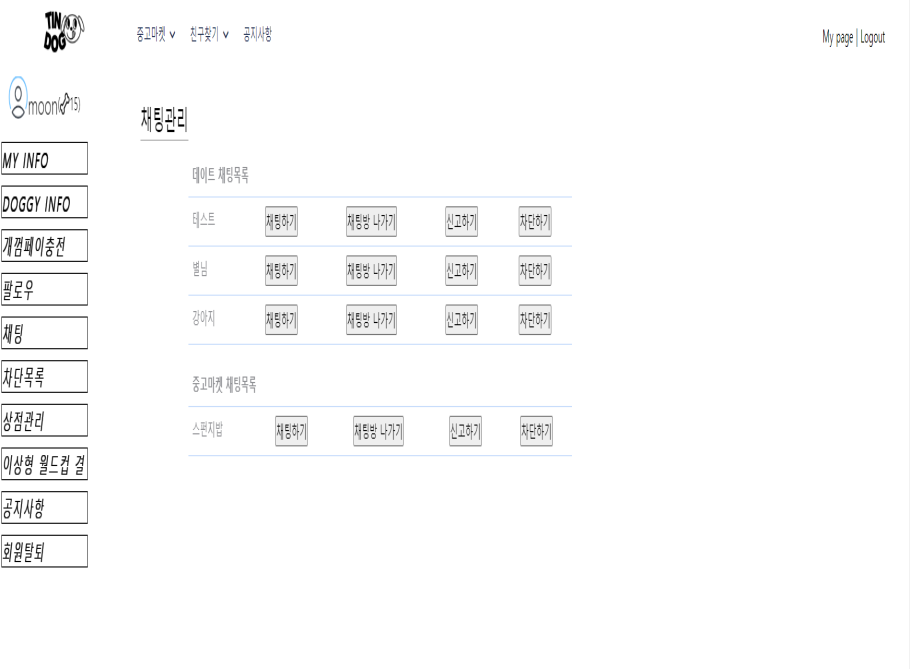 TIN
DOG
중고마켓 친구찾기 공지사항
My page | Logout
moon(15)
MY INFO
DOGGY INFO
개껌페이충전
팔로우
채팅
차단목록
상점관리
이상형 월드컵 결
공지사항
회원탈퇴
채팅관리
데이트 채팅목록
테스트 채팅하기 채팅방 나가기 신고하기 차단하기
별님 채팅하기 채팅방 나가기 신고하기 차단하기
강아지 채팅하기 채팅방 나가기 신고하기 차단하기
중고마켓 채팅목록
스펀지밥 채팅하기 채팅방 나가기 신고하기 차단하기